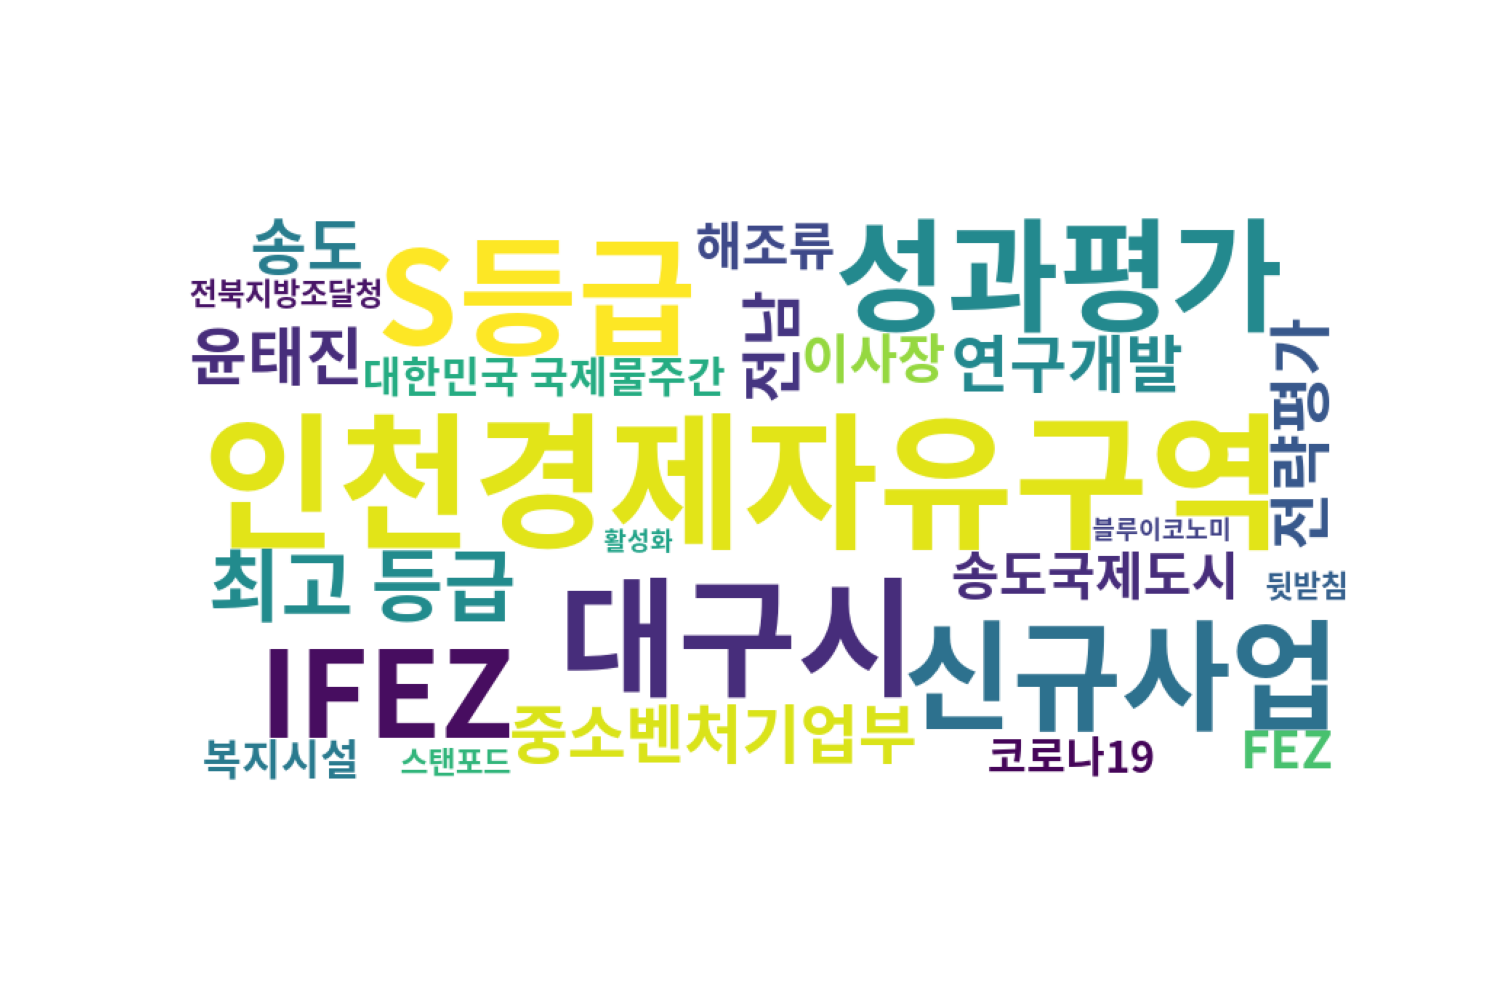 송도
S등급
해조류
성과평가
전북지방조달청
윤태진
대한민국 국제물주간
전남
이사장
연구개발
전략평가
인천경제자유구역
활성화
블루이코노미
최고 등급
대구시
송도국제도시
뒷받침
IFEZ
신규사업
중소벤처기업부
복지시설
스탠포드
코로나19
FEZ